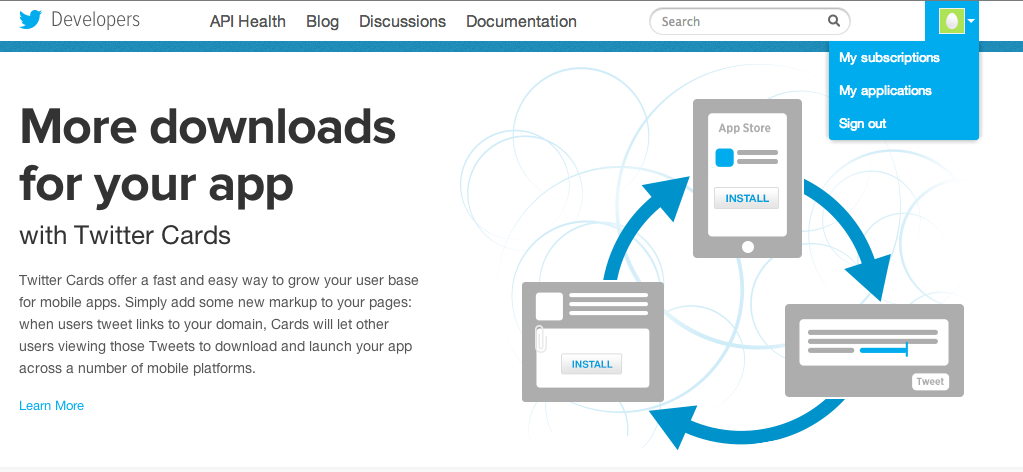 Developers
API Health
Blog
Discussions
Documentation
Search
My subscriptions
My applications
Sign out
More downloads
for your app
with Twitter Cards
Twitter Cards offer a fast and easy way to grow your user base
for mobile apps. Simply add some new markup to your pages:
when users tweet links to your domain, Cards will let other
users viewing those Tweets to download and launch your app
across a number of mobile platforms.
Learn More
App Store
INSTALL
INSTALL
Tweet